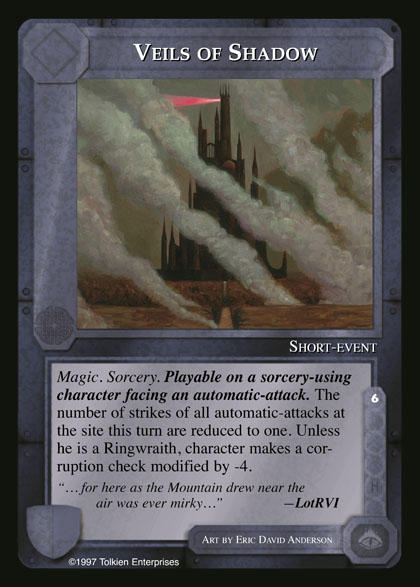 VEILS OF SHADOW
SHORT-EVENT
Magic. Sorcery. Playable on a sorcery-using
character facing an automatic-attack. The
number of strikes of all automatic-attacks at
the site this turn are reduced to one. Unless
he is a Ringwraith, character makes a cor-
ruption check modified by -4.
6
“…for here as the Mountain drew near the
air was ever mirky…” —LotRVI
H
ART BY ERIC DAVID ANDERSON
©1997 Tolkien Enterprises